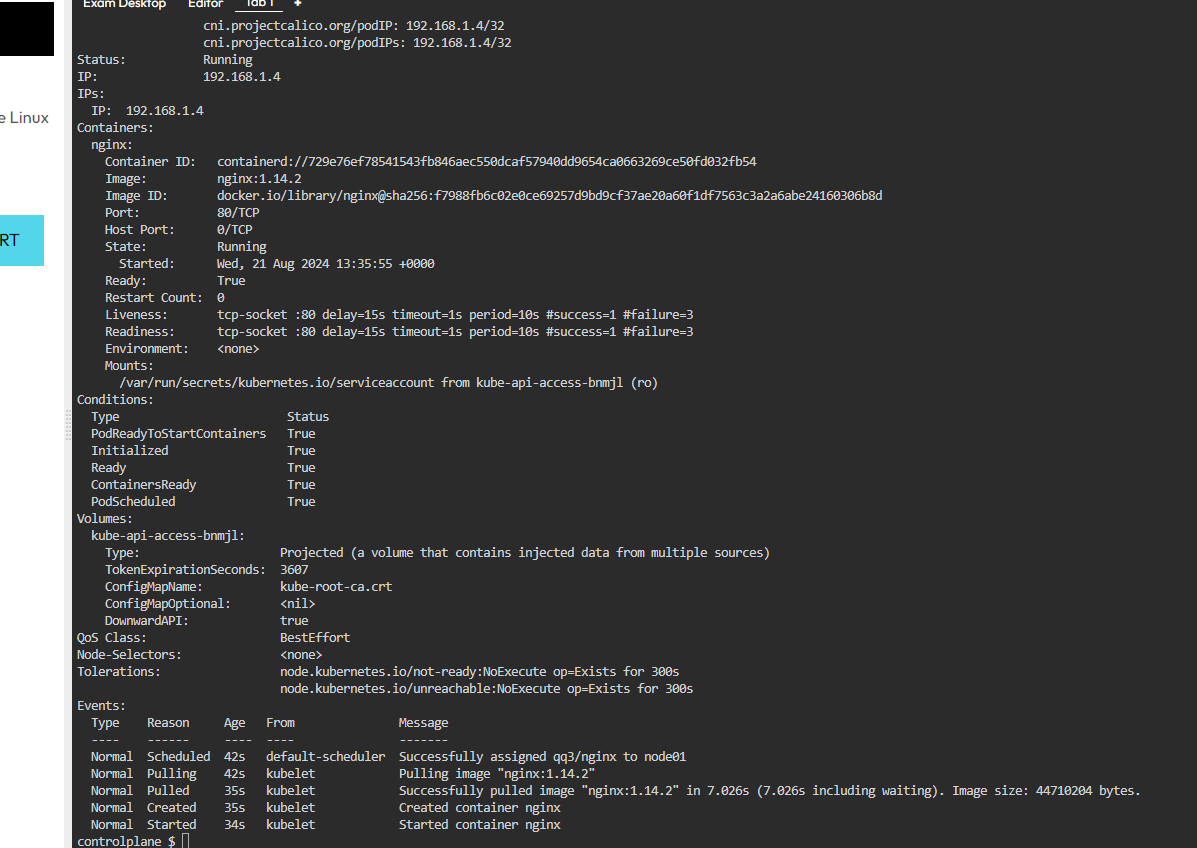 Exam Desktop Editor Tab 1 +
cni.projectcalico.org/podIP: 192.168.1.4/32
cni.projectcalico.org/podIPs: 192.168.1.4/32
Status: Running
IP: 192.168.1.4
IPs:
IP: 192.168.1.4
e Linux
Containers:
nginx:
Container ID: containerd://729e76ef78541543fb846aec550dcaf57940dd9654ca0663269ce50fd032fb54
Image: nginx:1.14.2
Image ID: docker.io/library/nginx@sha256:f7988fb6c02e0ce69257d9bd9cf37ae20a60f1df7563c3a2a6abe24160306b8d
Port: 80/TCP
Host Port: 0/TCP
RT
State: Running
Started: Wed, 21 Aug 2024 13:35:55 +0000
Ready: True
Restart Count: 0
Liveness: tcp-socket :80 delay=15s timeout=1s period=10s #success=1 #failure=3
Readiness: tcp-socket :80 delay=15s timeout=1s period=10s #success=1 #failure=3
Environment: <none>
Mounts:
/var/run/secrets/kubernetes.io/serviceaccount from kube-api-access-bnmjl (ro)
Conditions:
Type Status
PodReadyToStartContainers True
Initialized True
Ready True
ContainersReady True
PodScheduled True
Volumes:
kube-api-access-bnmjl:
Type: Projected (a volume that contains injected data from multiple sources)
TokenExpirationSeconds: 3607
ConfigMapName: kube-root-ca.crt
ConfigMapOptional: <nil>
DownwardAPI: true
QoS Class: BestEffort
Node-Selectors: <none>
Tolerations: node.kubernetes.io/not-ready:NoExecute op=Exists for 300s
node.kubernetes.io/unreachable:NoExecute op=Exists for 300s
Events:
Type Reason Age From Message
---- ------ ---- ---- -------
Normal Scheduled 42s default-scheduler Successfully assigned qq3/nginx to node01
Normal Pulling 42s kubelet Pulling image "nginx:1.14.2"
Normal Pulled 35s kubelet Successfully pulled image "nginx:1.14.2" in 7.026s (7.026s including waiting). Image size: 44710204 bytes.
Normal Created 35s kubelet Created container nginx
Normal Started 34s kubelet Started container nginx
controlplane $